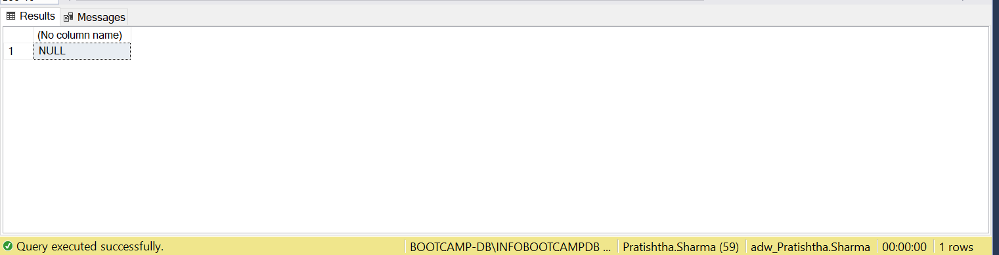 Results Messages
(No column name)
1 NULL
Query executed successfully. BOOTCAMP-DB\INFOBOOTCAMPDB ... Pratishtha.Sharma (59) adw_Pratishtha.Sharma 00:00:00 1 rows